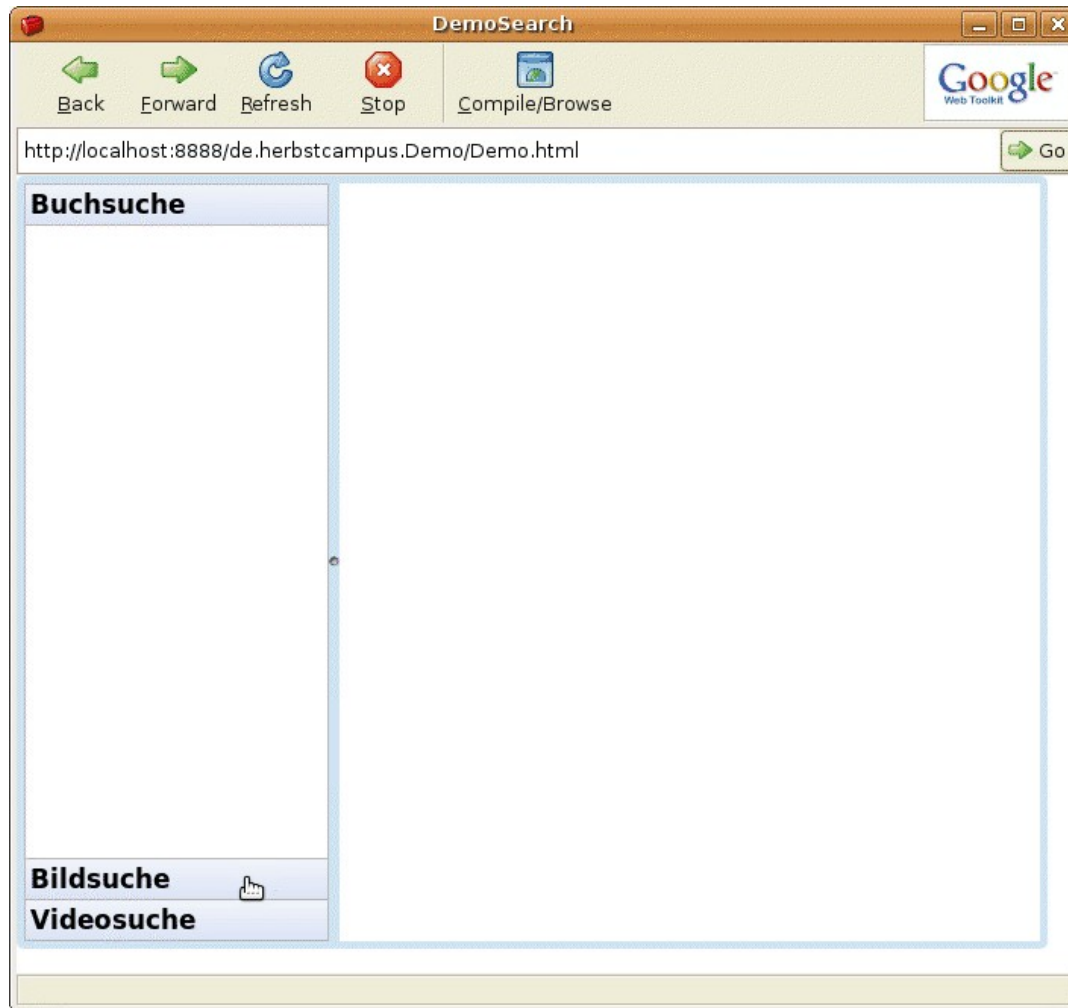 DemoSearch
Back Forward Refresh Stop Compile/Browse
Google
Web Toolkit
http://localhost:8888/de.herbstcampus.Demo/Demo.html Go
Buchsuche
Bildsuche
Videosuche